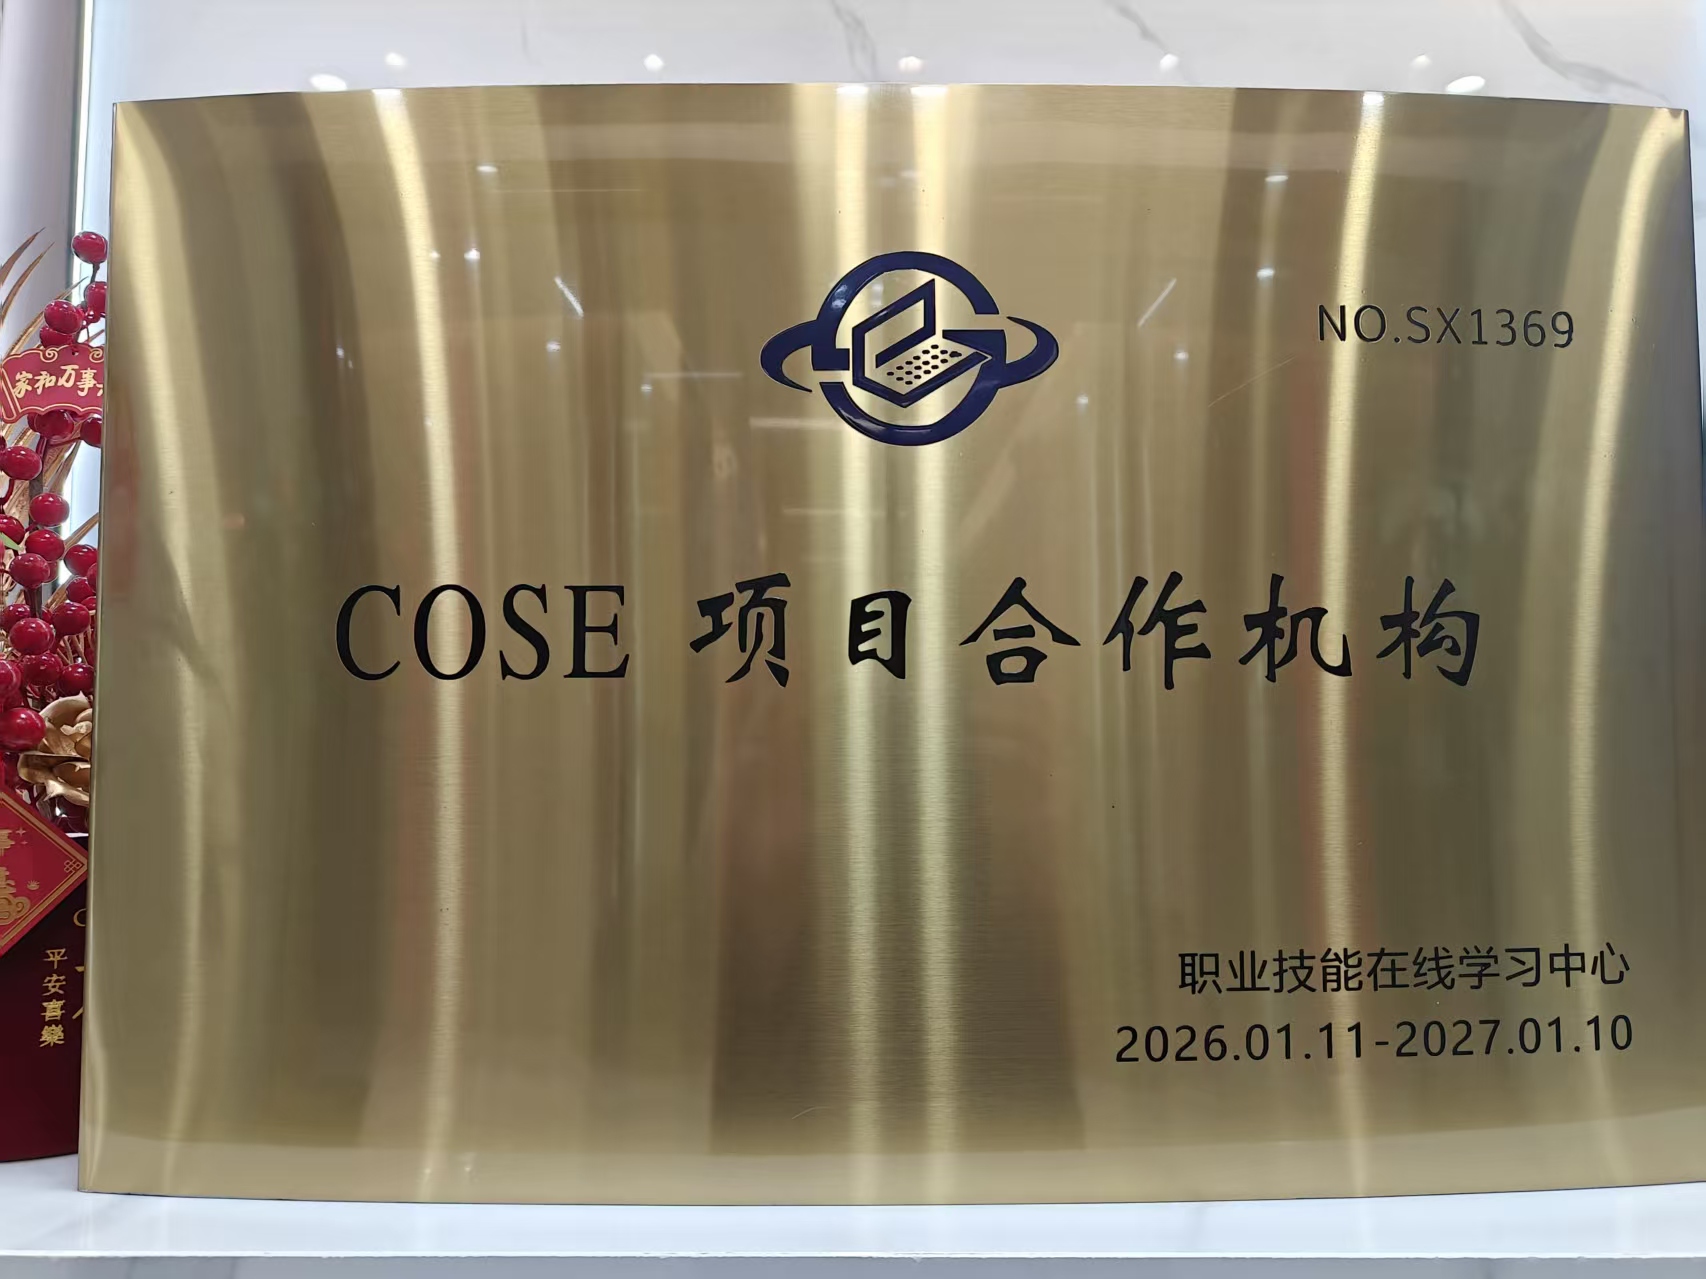 NO.SX1369
COSE 项目合作机构
职业技能在线学习中心
2026.01.11-2027.01.10
家和万事
平安喜樂